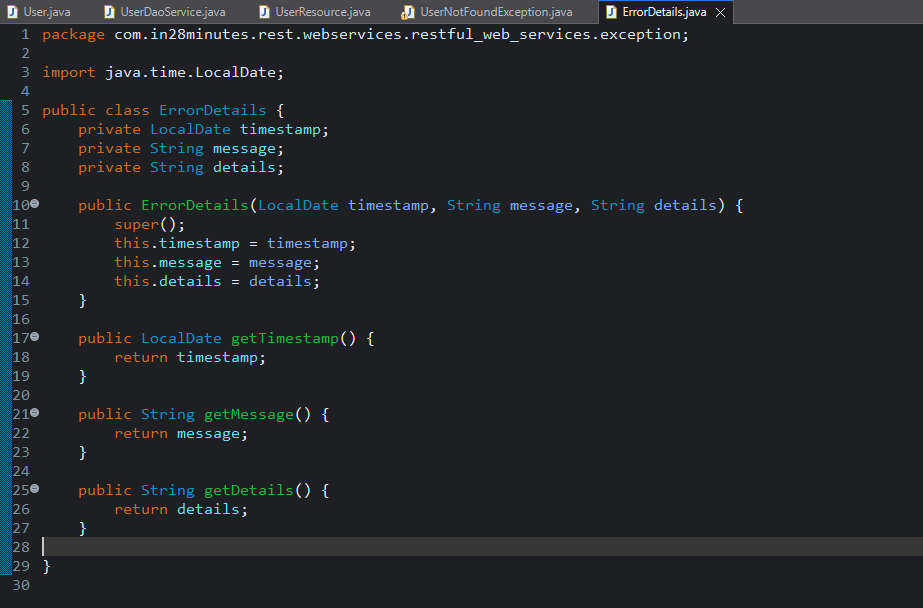 User.java UserDaoService.java UserResource.java UserNotFoundException.java ErrorDetails.java
1 package com.in28minutes.rest.webservices.restful_web_services.exception;
2
3 import java.time.LocalDate;
4
5 public class ErrorDetails {
6     private LocalDate timestamp;
7     private String message;
8     private String details;
9
10     public ErrorDetails(LocalDate timestamp, String message, String details) {
11         super();
12         this.timestamp = timestamp;
13         this.message = message;
14         this.details = details;
15     }
16
17     public LocalDate getTimestamp() {
18         return timestamp;
19     }
20
21     public String getMessage() {
22         return message;
23     }
24
25     public String getDetails() {
26         return details;
27     }
28
29 }
30